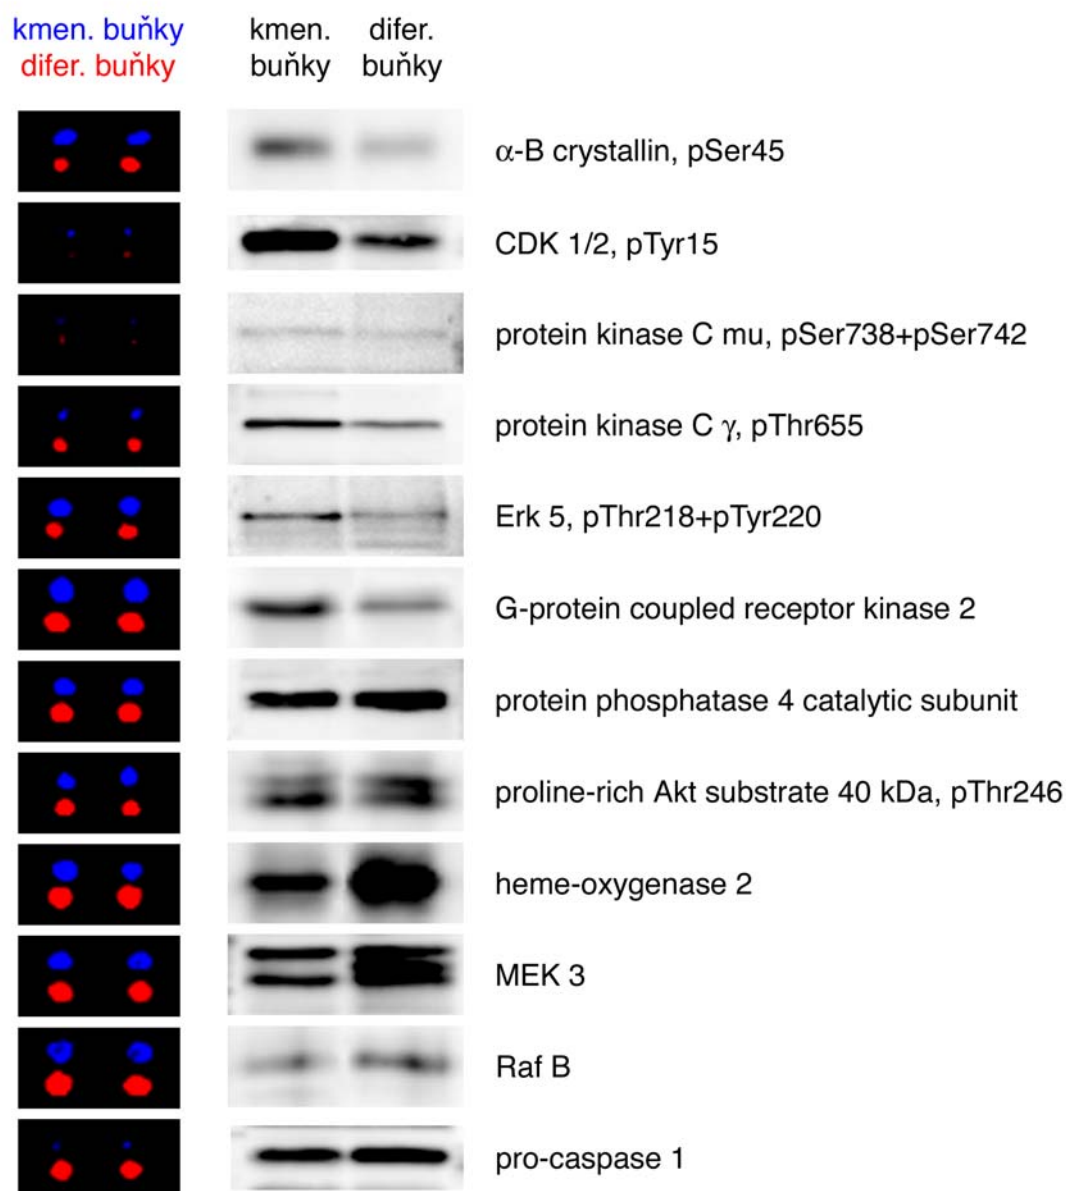 kmen. buňky
difer. buňky
kmen.
buňky
difer.
buňky
α-B crystallin, pSer45
CDK 1/2, pTyr15
protein kinase C mu, pSer738+pSer742
protein kinase C γ, pThr655
Erk 5, pThr218+pTyr220
G-protein coupled receptor kinase 2
protein phosphatase 4 catalytic subunit
proline-rich Akt substrate 40 kDa, pThr246
heme-oxygenase 2
MEK 3
Raf B
pro-caspase 1